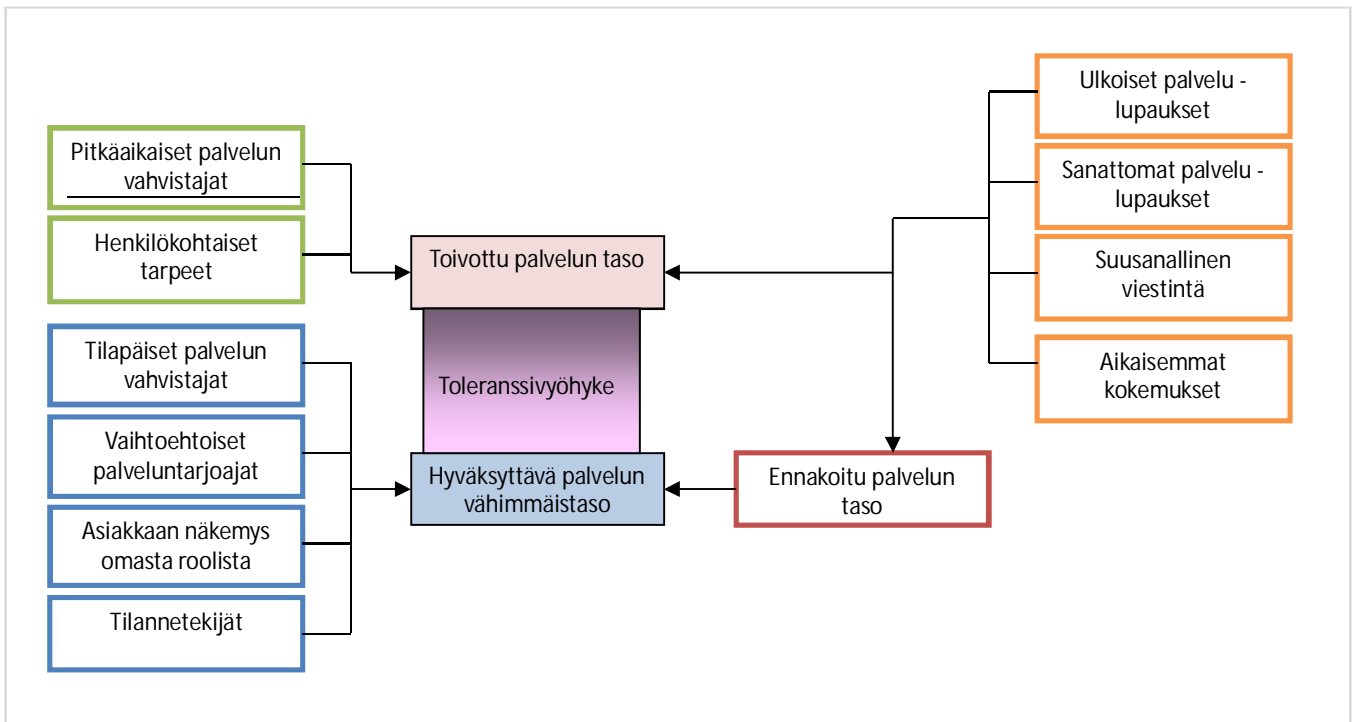 Pitkäaikaiset palvelun
vahvistajat
Henkilökohtaiset
tarpeet
Tilapäiset palvelun
vahvistajat
Vaihtoehtoiset
palveluntarjoajat
Asiakkaan näkemys
omasta roolista
Tilannetekijät
Toivottu palvelun taso
Toleranssivyöhyke
Hyväksyttävä palvelun
vähimmäistaso
Ennakoitu palvelun
taso
Ulkoiset palvelu -
lupaukset
Sanattomat palvelu -
lupaukset
Suusanallinen
viestintä
Aikaisemmat
kokemukset